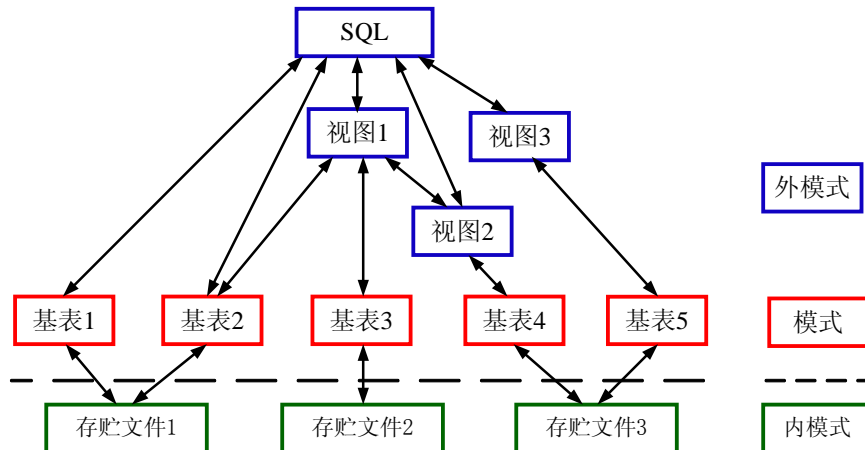 SQL
视图1
视图3
外模式
视图2
基表1
基表2
基表3
基表4
基表5
模式
存贮文件1
存贮文件2
存贮文件3
内模式